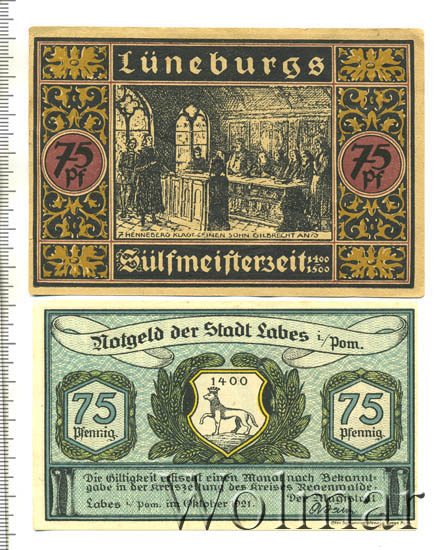 Lüneburgs
75 Pf
75 Pf
7 HENNEBERG KLAGT SEINEN SOHN GILBRECHT AN
Sülfmeisterzeit 1400 1500
Notgeld der Stadt Labes i/Pom.
1400
75
Pfennig.
75
Pfennig.
Die Giltigkeit erlischt einen Monat nach Bekannt-
gabe in der Kreiszeitung des Kreises Regenwalde.
Labes i/Pom. im Oktober 1921. Der Magistrat
Wolmar